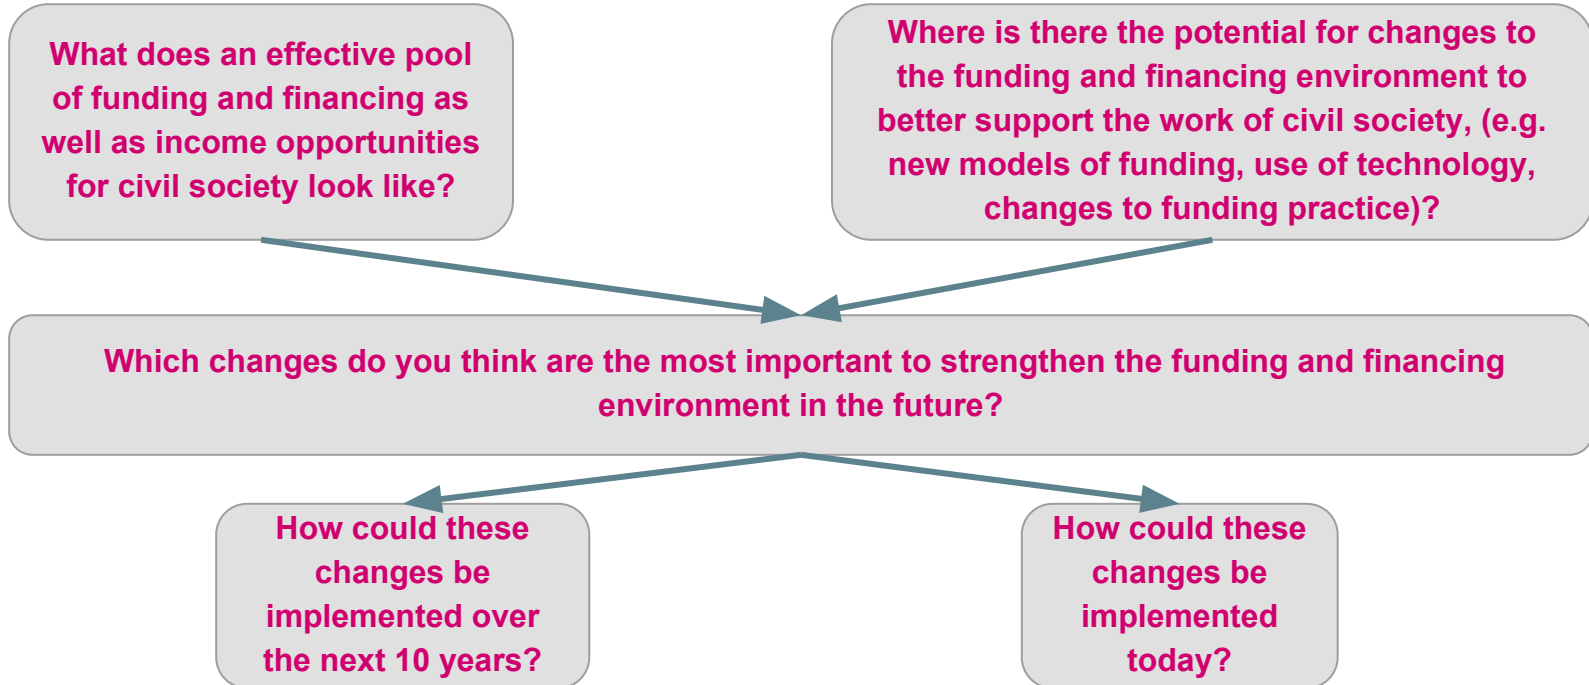 What does an effective pool
of funding and financing as
well as income opportunities
for civil society look like?
Where is there the potential for changes to
the funding and financing environment to
better support the work of civil society, (e.g.
new models of funding, use of technology,
changes to funding practice)?
Which changes do you think are the most important to strengthen the funding and financing
environment in the future?
How could these
changes be
implemented over
the next 10 years?
How could these
changes be
implemented
today?